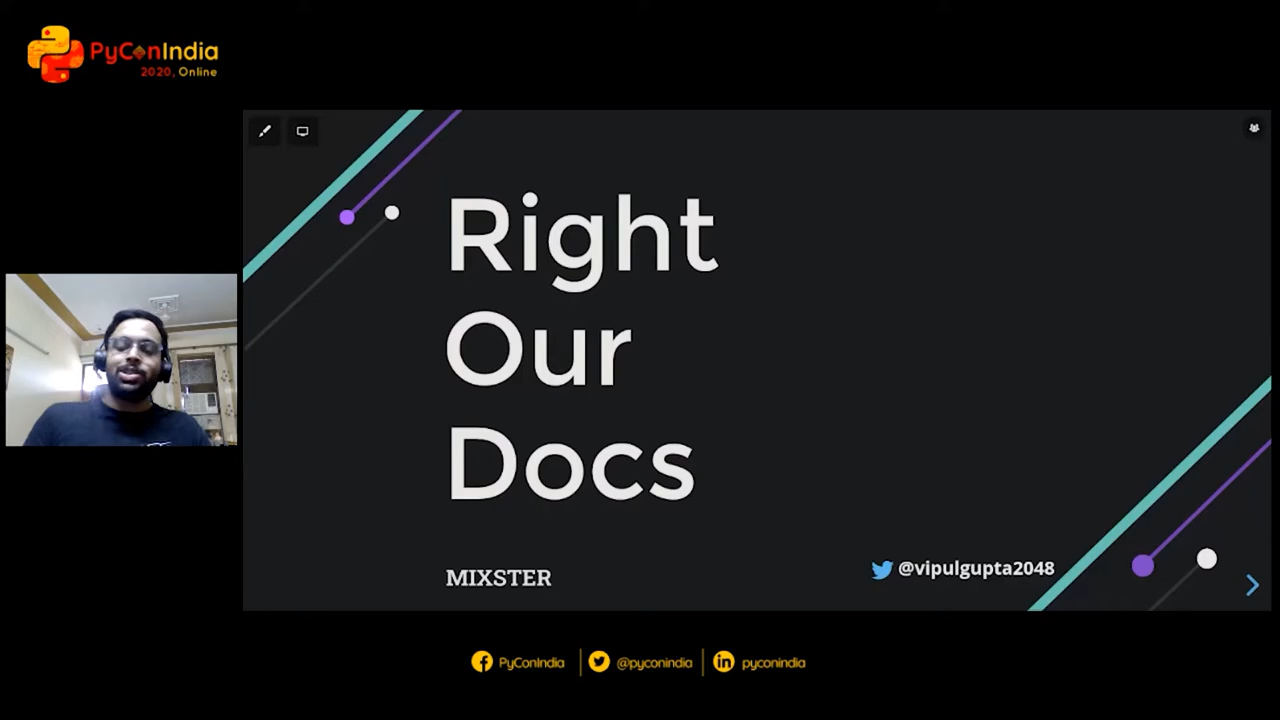 PyConIndia
2020, Online
Right
Our
Docs
MIXSTER
@vipulgupta2048
PyConIndia
@pyconindia
pyconindia